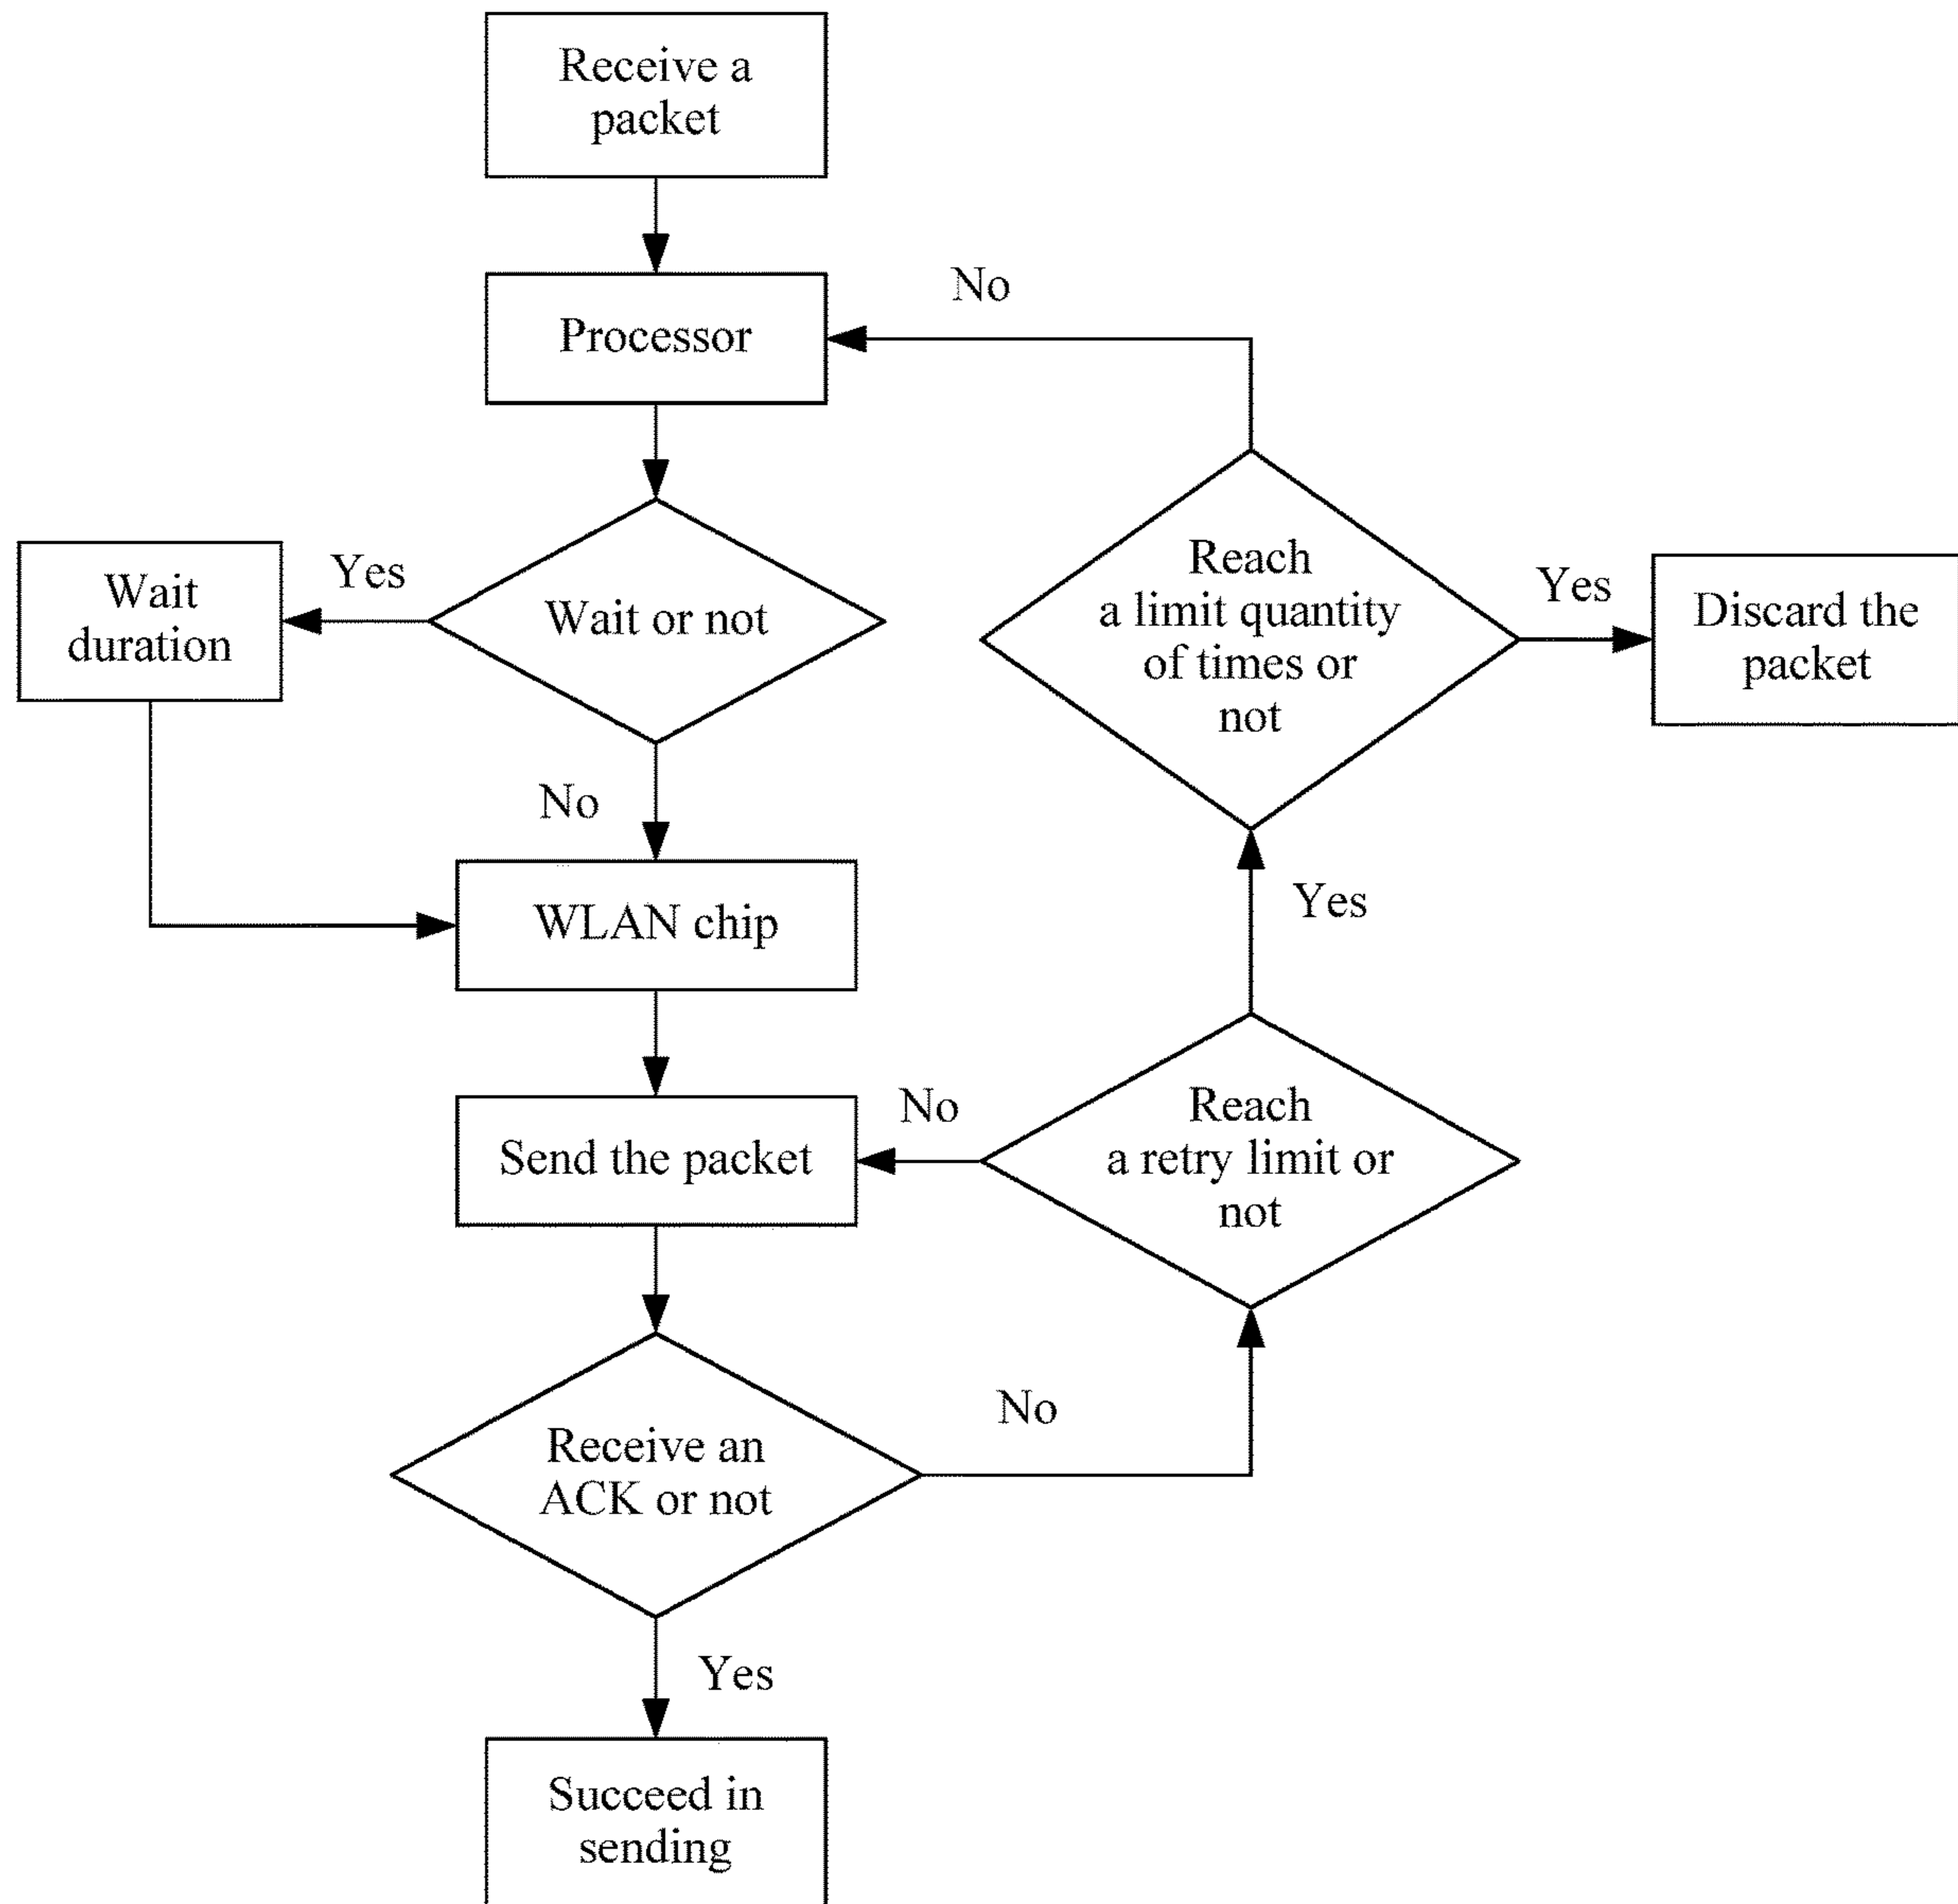 Receive a
packet
Processor
No
Wait or not
Yes
Wait
duration
No
WLAN chip
Send the packet
Receive an
ACK or not
No
Yes
Succeed in
sending
Reach
a retry limit or
not
No
Yes
Reach
a limit quantity
of times or
not
Yes
Discard the
packet